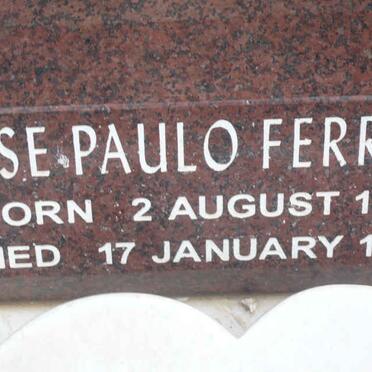 SE PAULO FERR
ORN 2 AUGUST 1
IED 17 JANUARY 1